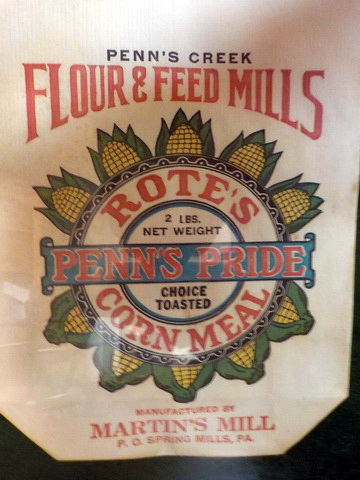 PENN'S CREEK
FLOUR & FEED MILLS
ROTE'S
2 LBS.
NET WEIGHT
PENN'S PRIDE
CHOICE
TOASTED
CORN MEAL
MANUFACTURED BY
MARTIN'S MILL
P. O. SPRING MILLS, PA.